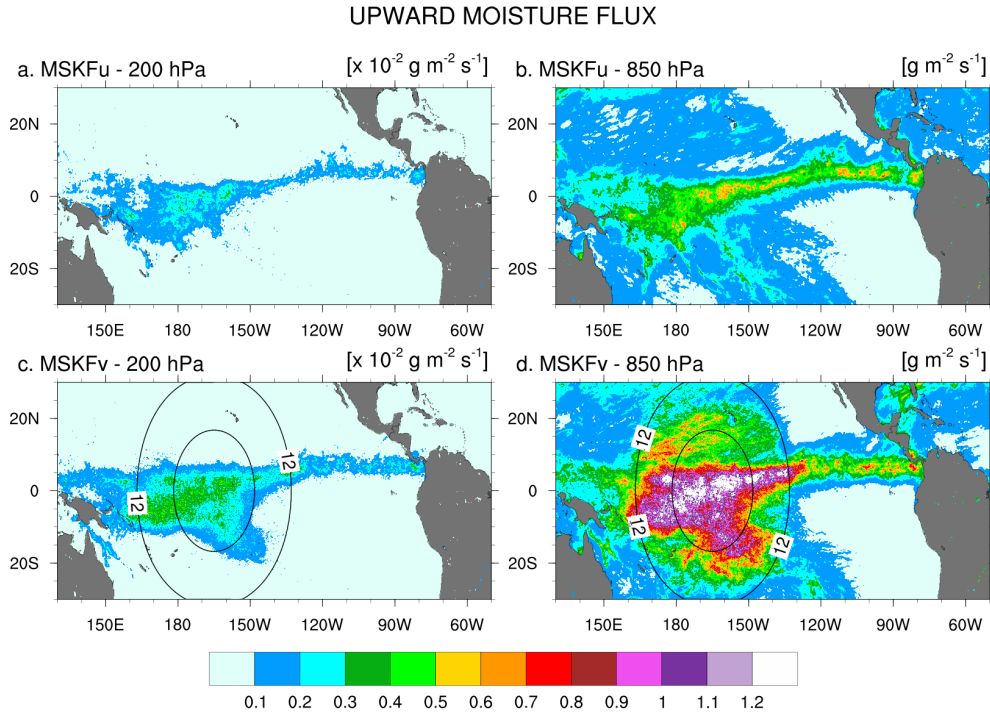 UPWARD MOISTURE FLUX
a. MSKFu - 200 hPa [x 10⁻² g m⁻² s⁻¹]
b. MSKFu - 850 hPa [g m⁻² s⁻¹]
20N
0
20S
150E 180 150W 120W 90W 60W
20N
0
20S
150E 180 150W 120W 90W 60W
c. MSKFv - 200 hPa [x 10⁻² g m⁻² s⁻¹]
d. MSKFv - 850 hPa [g m⁻² s⁻¹]
20N
0
20S
12
12
150E 180 150W 120W 90W 60W
20N
0
20S
12
12
12
150E 180 150W 120W 90W 60W
0.1 0.2 0.3 0.4 0.5 0.6 0.7 0.8 0.9 1 1.1 1.2